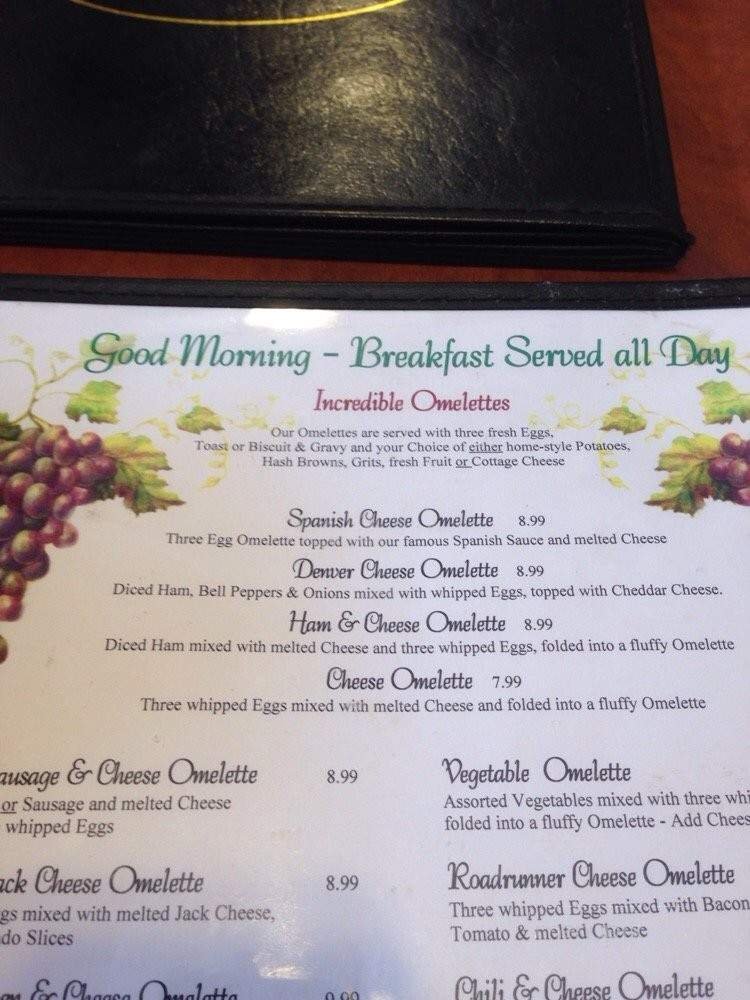 Good Morning - Breakfast Served all Day
Incredible Omelettes
Our Omelettes are served with three fresh Eggs,
Toast or Biscuit & Gravy and your Choice of either home-style Potatoes,
Hash Browns, Grits, fresh Fruit or Cottage Cheese
Spanish Cheese Omelette 8.99
Three Egg Omelette topped with our famous Spanish Sauce and melted Cheese
Denver Cheese Omelette 8.99
Diced Ham, Bell Peppers & Onions mixed with whipped Eggs, topped with Cheddar Cheese.
Ham & Cheese Omelette 8.99
Diced Ham mixed with melted Cheese and three whipped Eggs, folded into a fluffy Omelette
Cheese Omelette 7.99
Three whipped Eggs mixed with melted Cheese and folded into a fluffy Omelette
ausage & Cheese Omelette 8.99
or Sausage and melted Cheese
whipped Eggs
ack Cheese Omelette 8.99
gs mixed with melted Jack Cheese,
do Slices
& Cheese Omelette
Vegetable Omelette
Assorted Vegetables mixed with three whi
folded into a fluffy Omelette - Add Chees
Roadrunner Cheese Omelette
Three whipped Eggs mixed with Bacon
Tomato & melted Cheese
Chili & Cheese Omelette